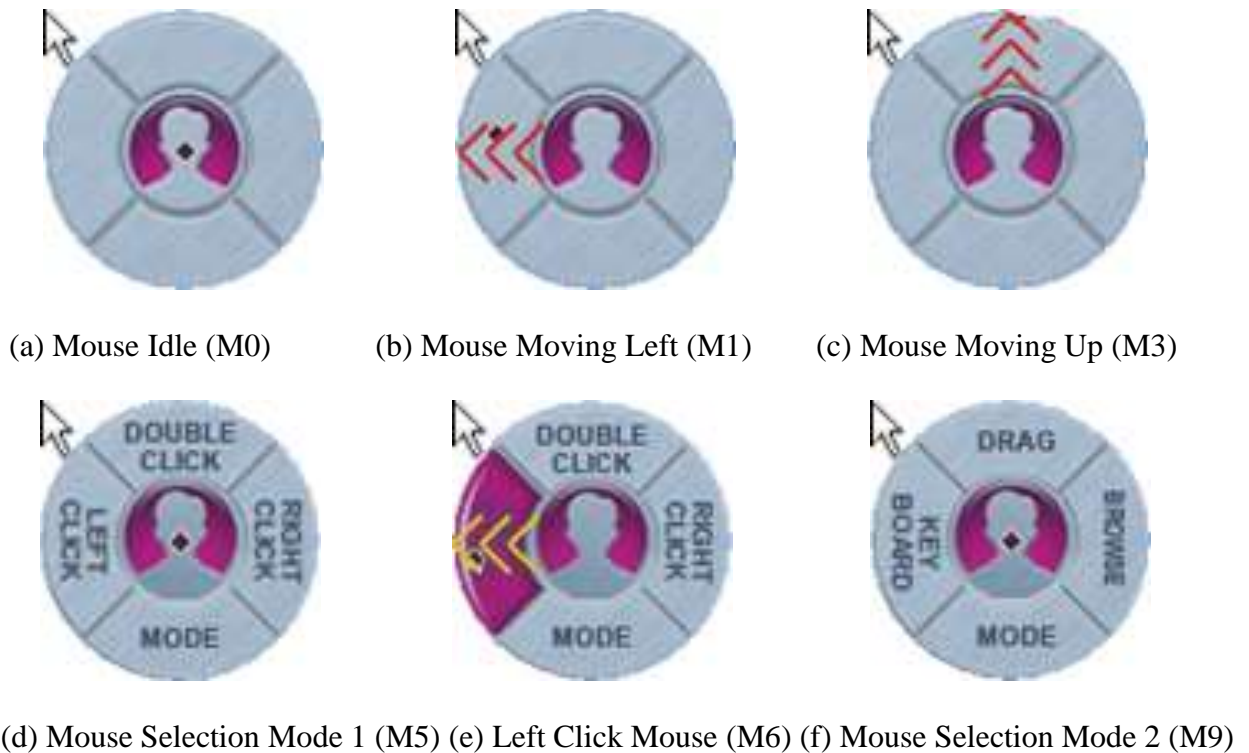 (a) Mouse Idle (M0) (b) Mouse Moving Left (M1) (c) Mouse Moving Up (M3)
DOUBLE
CLICK
LEFT
CLICK
RIGHT
CLICK
MODE
DOUBLE
CLICK
RIGHT
CLICK
MODE
DRAG
KEY
BOARD
BROWSE
MODE
(d) Mouse Selection Mode 1 (M5) (e) Left Click Mouse (M6) (f) Mouse Selection Mode 2 (M9)